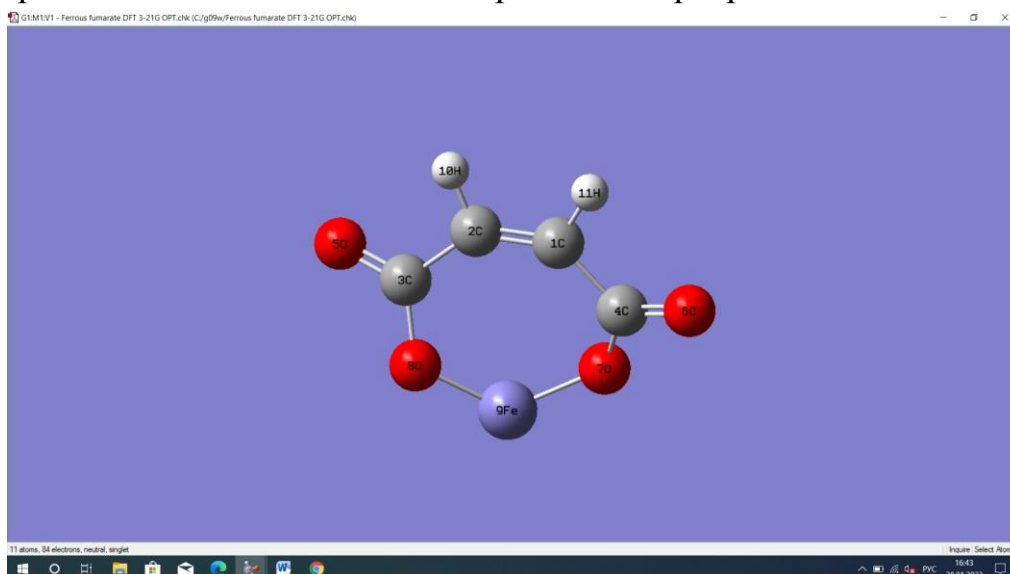 G1:M1:V1 - Ferrous fumarate DFT 3-21G OPT.chk (C:/g09w/Ferrous fumarate DFT 3-21G OPT.chk)
10H
11H
2C
1C
5O
3C
4C
6O
8O
7O
9Fe
11 atoms, 84 electrons, neutral, singlet
Inquire Select Atom
РУС
16:43